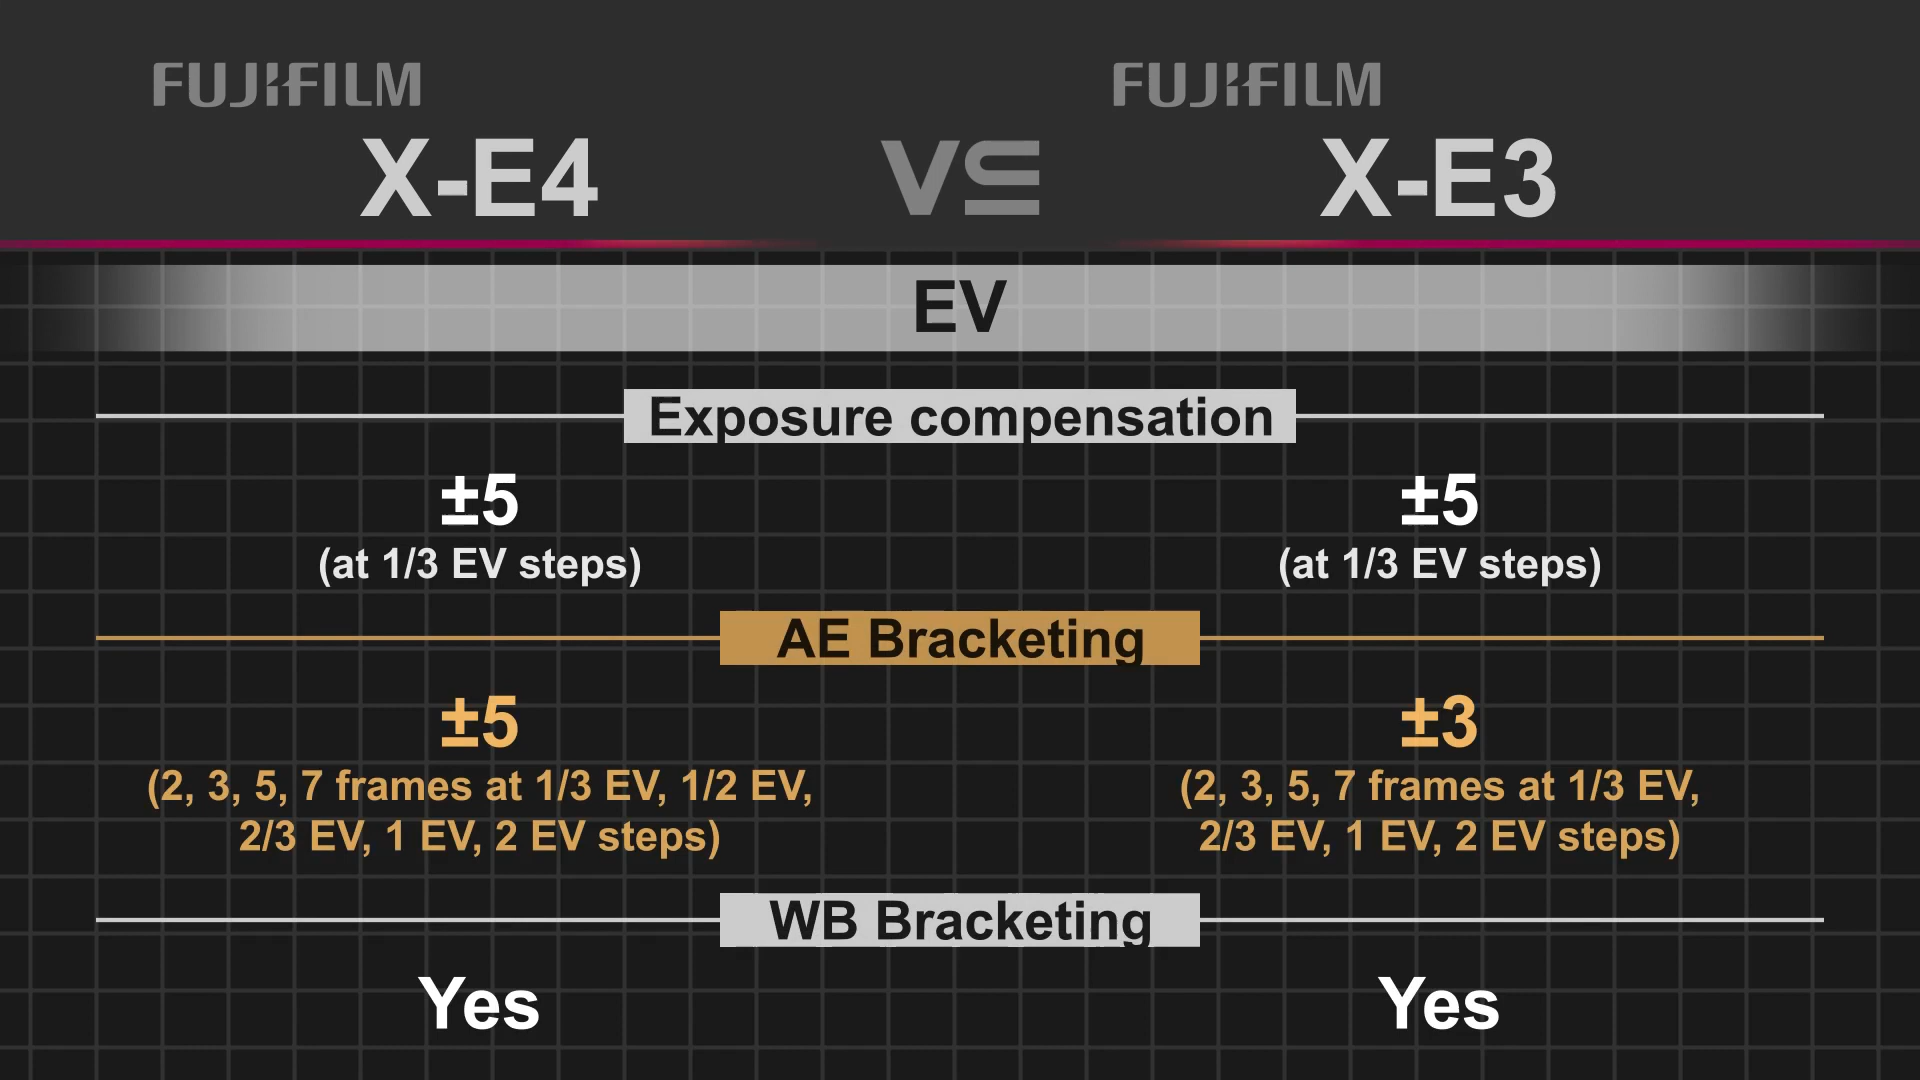 FUJIFILM
X-E4
VS
FUJIFILM
X-E3
EV
Exposure compensation
±5
(at 1/3 EV steps)
±5
(at 1/3 EV steps)
AE Bracketing
±5
(2, 3, 5, 7 frames at 1/3 EV, 1/2 EV,
2/3 EV, 1 EV, 2 EV steps)
±3
(2, 3, 5, 7 frames at 1/3 EV,
2/3 EV, 1 EV, 2 EV steps)
WB Bracketing
Yes
Yes